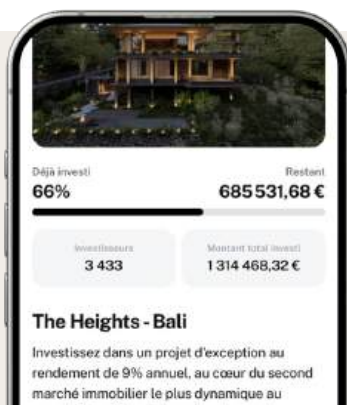 Déjà investi
Restant
66%
685 531,68 €
Investisseurs
Montant total investi
3 433
1 314 468,32 €
The Heights - Bali
Investissez dans un projet d'exception au
rendement de 9% annuel, au cœur du second
marché immobilier le plus dynamique au